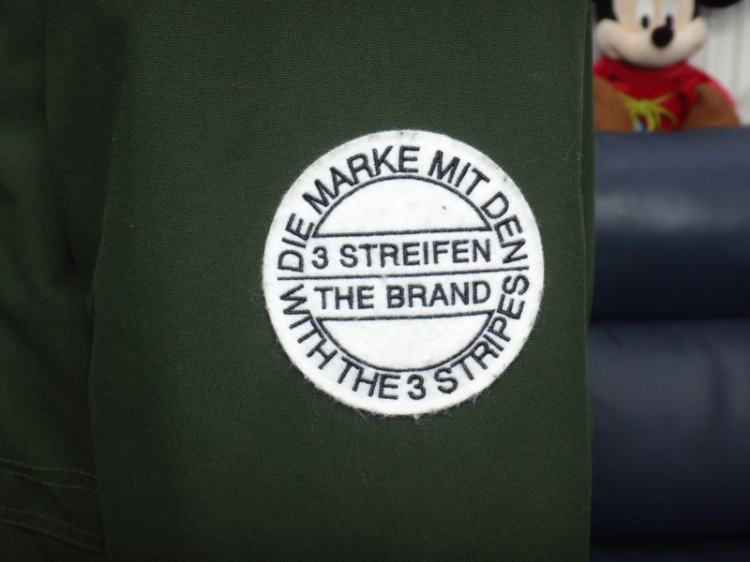 DIE MARKE MIT DEN
3 STREIFEN
THE BRAND
WITH THE 3 STRIPES